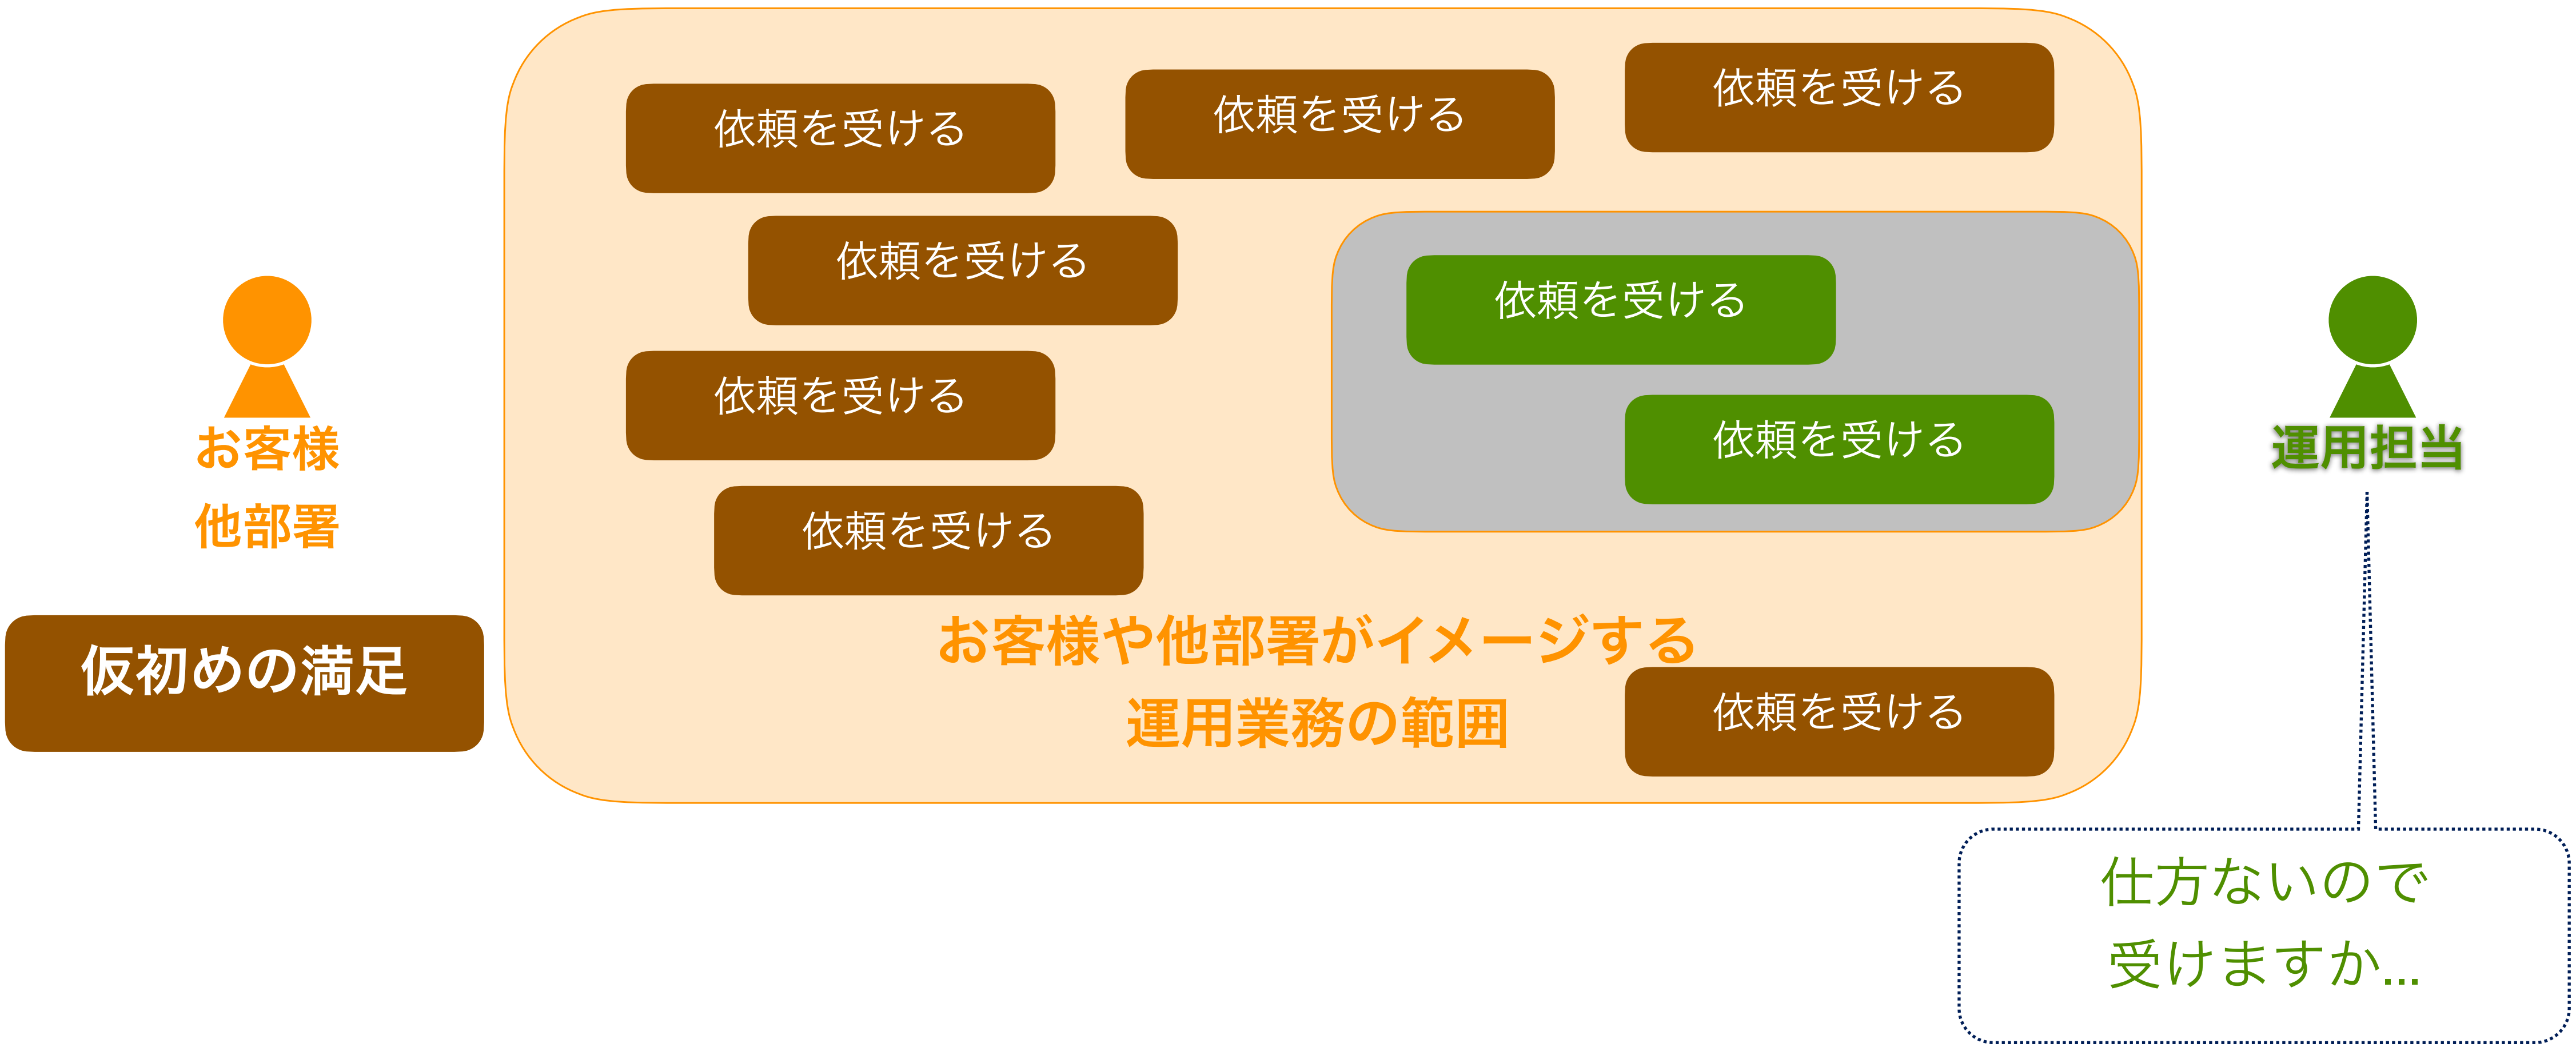 依頼を受ける
依頼を受ける
依頼を受ける
依頼を受ける
依頼を受ける
依頼を受ける
依頼を受ける
依頼を受ける
お客様
他部署
運用担当
仮初めの満足
お客様や他部署がイメージする
運用業務の範囲
依頼を受ける
仕方ないので
受けますか...